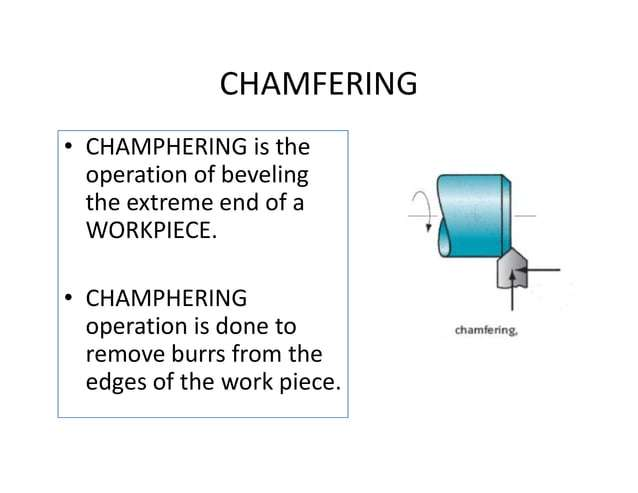 CHAMFERING
• CHAMPHERING is the
operation of beveling
the extreme end of a
WORKPIECE.
• CHAMPHERING
operation is done to
remove burrs from the
edges of the work piece.
chamfering,